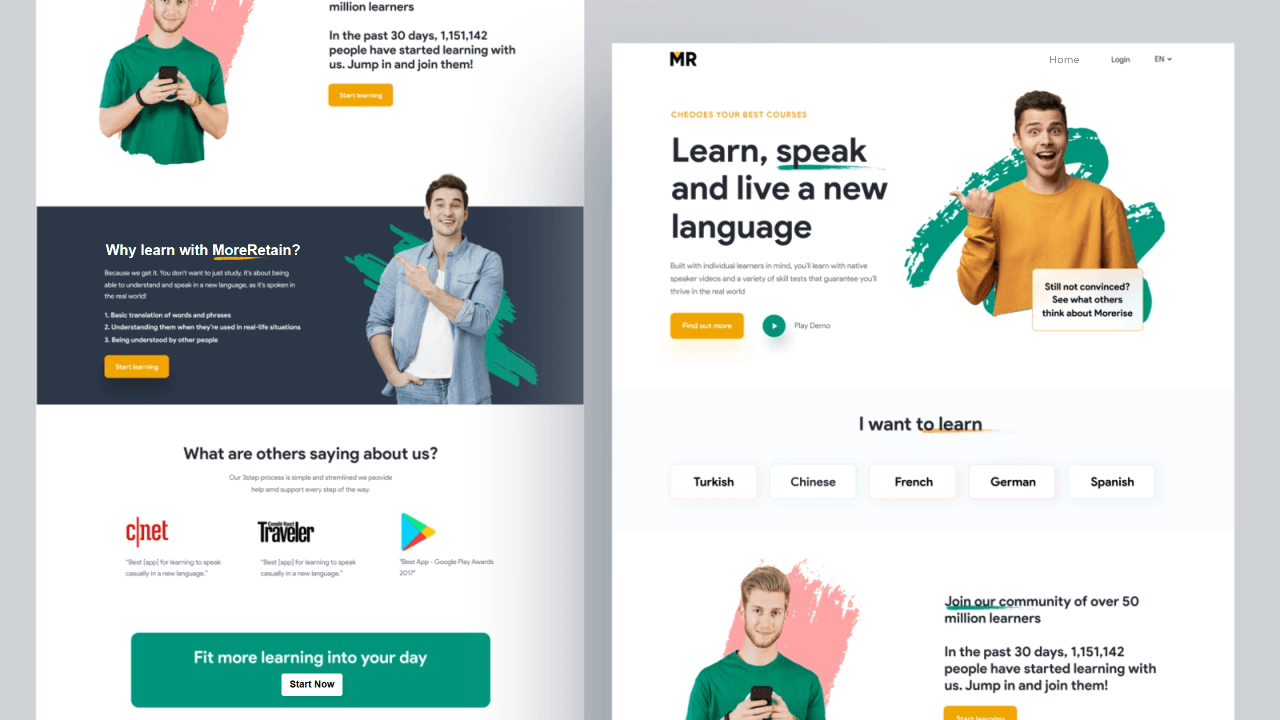 million learners
In the past 30 days, 1,151,142
people have started learning with
us. Jump in and join them!
Start learning
Why learn with MoreRetain?
Because we get it. You don't want to just study, it's about being
able to understand and speak in a new language, as it's spoken in
the real world!
1. Basic translation of words and phrases
2. Understanding them when they're used in real-life situations
3. Being understood by other people
Start learning
What are others saying about us?
Our 3step process is simple and stremlined we peovide
help amd support every step of the way.
c|net
Condé Nast
Traveler
"Best [app] for learning to speak
casually in a new language."
"Best [app] for learning to speak
casually in a new language."
"Best App - Google Play Awards
2017"
Fit more learning into your day
Start Now
MR
Home
Login
EN
CHEOOES YOUR BEST COURSES
Learn, speak
and live a new
language
Built with individual learners in mind, you'll learn with native
speaker videos and a variety of skill tests that guarantee you'll
thrive in the real world
Find out more
Play Demo
Still not convinced?
See what others
think about Morerise
I want to learn
Turkish
Chinese
French
German
Spanish
Join our community of over 50
million learners
In the past 30 days, 1,151,142
people have started learning with
us. Jump in and join them!
Start learning